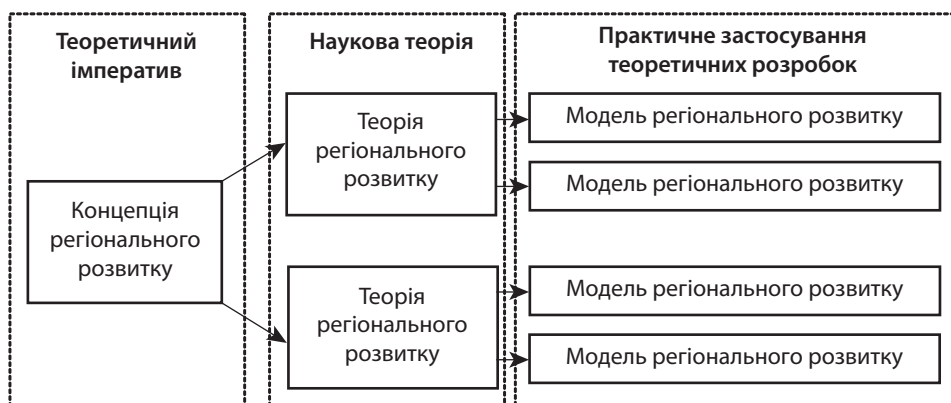 Теоретичний
імператив
Концепція
регіонального
розвитку
Наукова теорія
Теорія
регіонального
розвитку
Теорія
регіонального
розвитку
Практичне застосування
теоретичних розробок
Модель регіонального розвитку
Модель регіонального розвитку
Модель регіонального розвитку
Модель регіонального розвитку